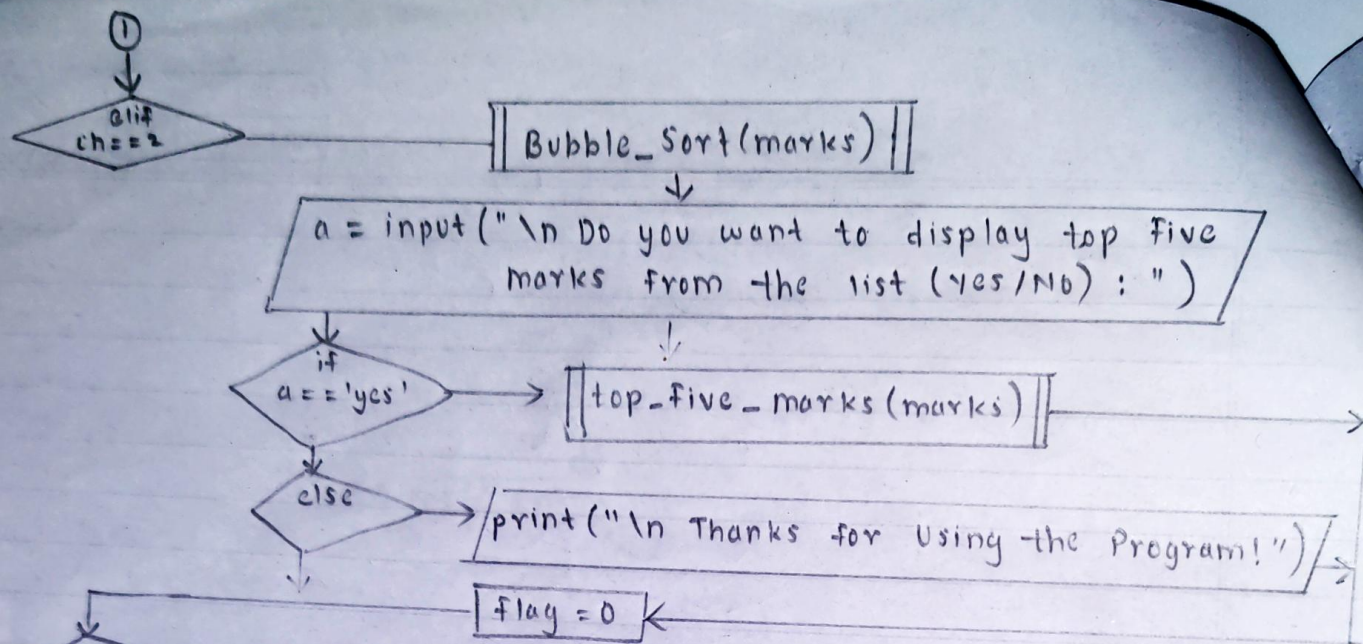 1
elif
ch==2
Bubble_Sort(marks)
a = input("\n Do you want to display top five
marks from the list (yes/No) : ")
if
a=='yes'
top_five_marks(marks)
else
print("\n Thanks for Using the Program!")
flag = 0